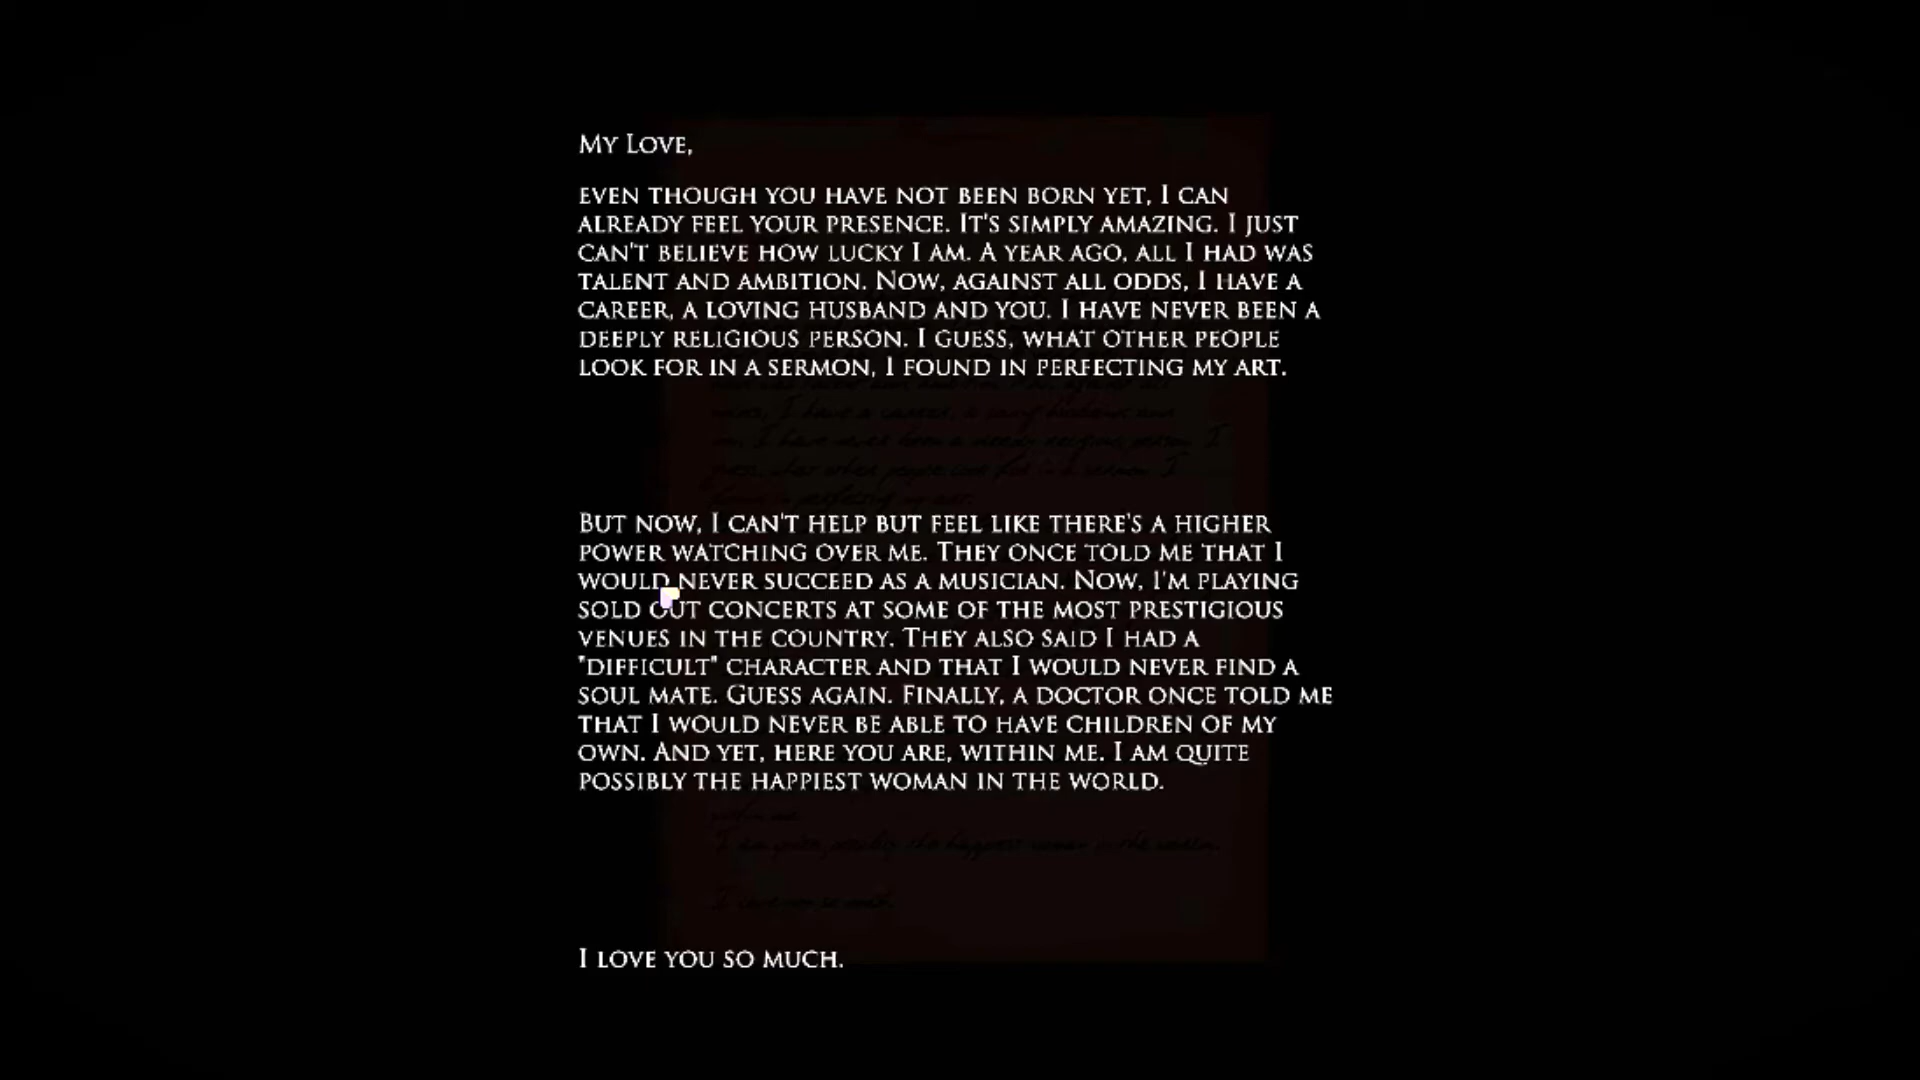 My Love,
even though you have not been born yet, I can
already feel your presence. It's simply amazing. I just
can't believe how lucky I am. A year ago, all I had was
talent and ambition. Now, against all odds, I have a
career, a loving husband and you. I have never been a
deeply religious person. I guess, what other people
look for in a sermon, I found in perfecting my art.
But now, I can't help but feel like there's a higher
power watching over me. They once told me that I
would never succeed as a musician. Now, I'm playing
sold out concerts at some of the most prestigious
venues in the country. They also said I had a
"difficult" character and that I would never find a
soul mate. Guess again. Finally, a doctor once told me
that I would never be able to have children of my
own. And yet, here you are, within me. I am quite
possibly the happiest woman in the world.
I love you so much.